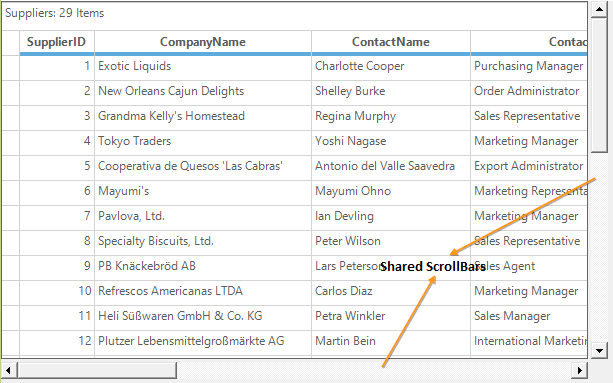 Suppliers: 29 Items
SupplierID CompanyName ContactName Contac
1 Exotic Liquids Charlotte Cooper Purchasing Manager
2 New Orleans Cajun Delights Shelley Burke Order Administrator
3 Grandma Kelly's Homestead Regina Murphy Sales Representative
4 Tokyo Traders Yoshi Nagase Marketing Manager
5 Cooperativa de Quesos 'Las Cabras' Antonio del Valle Saavedra Export Administrator
6 Mayumi's Mayumi Ohno Marketing Representa
7 Pavlova, Ltd. Ian Devling Marketing Manager
8 Specialty Biscuits, Ltd. Peter Wilson Sales Representative
9 PB Knäckebröd AB Lars Peterson Shared ScrollBars Sales Agent
10 Refrescos Americanas LTDA Carlos Diaz Marketing Manager
11 Heli Süßwaren GmbH & Co. KG Petra Winkler Sales Manager
12 Plutzer Lebensmittelgroßmärkte AG Martin Bein International Marketin